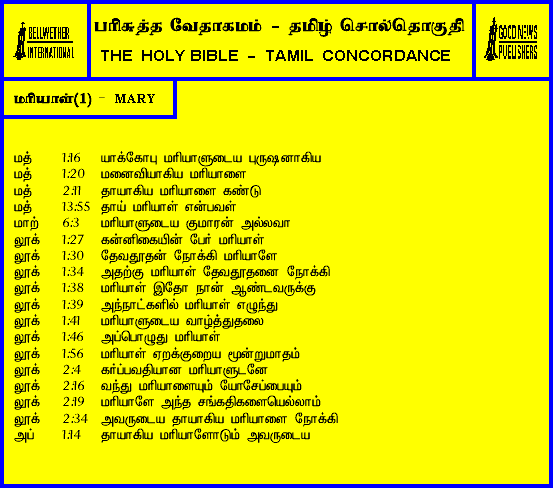 BELLWETHER
INTERNATIONAL
பரிசுத்த வேதாகமம் - தமிழ் சொல்தொகுதி
THE HOLY BIBLE - TAMIL CONCORDANCE
GOOD NEWS
PUBLISHERS
மரியாள்(1) - MARY
மத் 1:16 யாக்கோபு மரியாளுடைய புருஷனாகிய
மத் 1:20 மனைவியாகிய மரியாளை
மத் 2:11 தாயாகிய மரியாளை கண்டு
மத் 13:55 தாய் மரியாள் என்பவள்
மாற் 6:3 மரியாளுடைய குமாரன் அல்லவா
லூக் 1:27 கன்னிகையின் பேர் மரியாள்
லூக் 1:30 தேவதூதன் நோக்கி மரியாளே
லூக் 1:34 அதற்கு மரியாள் தேவதூதனை நோக்கி
லூக் 1:38 மரியாள் இதோ நான் ஆண்டவருக்கு
லூக் 1:39 அந்நாட்களில் மரியாள் எழுந்து
லூக் 1:41 மரியாளுடைய வாழ்த்துதலை
லூக் 1:46 அப்பொழுது மரியாள்
லூக் 1:56 மரியாள் ஏறக்குறைய மூன்றுமாதம்
லூக் 2:4 கர்ப்பவதியான மரியாளுடனே
லூக் 2:16 வந்து மரியாளையும் யோசேப்பையும்
லூக் 2:19 மரியாளே அந்த சங்கதிகளையெல்லாம்
லூக் 2:34 அவருடைய தாயாகிய மரியாளை நோக்கி
அப் 1:14 தாயாகிய மரியாளோடும் அவருடைய